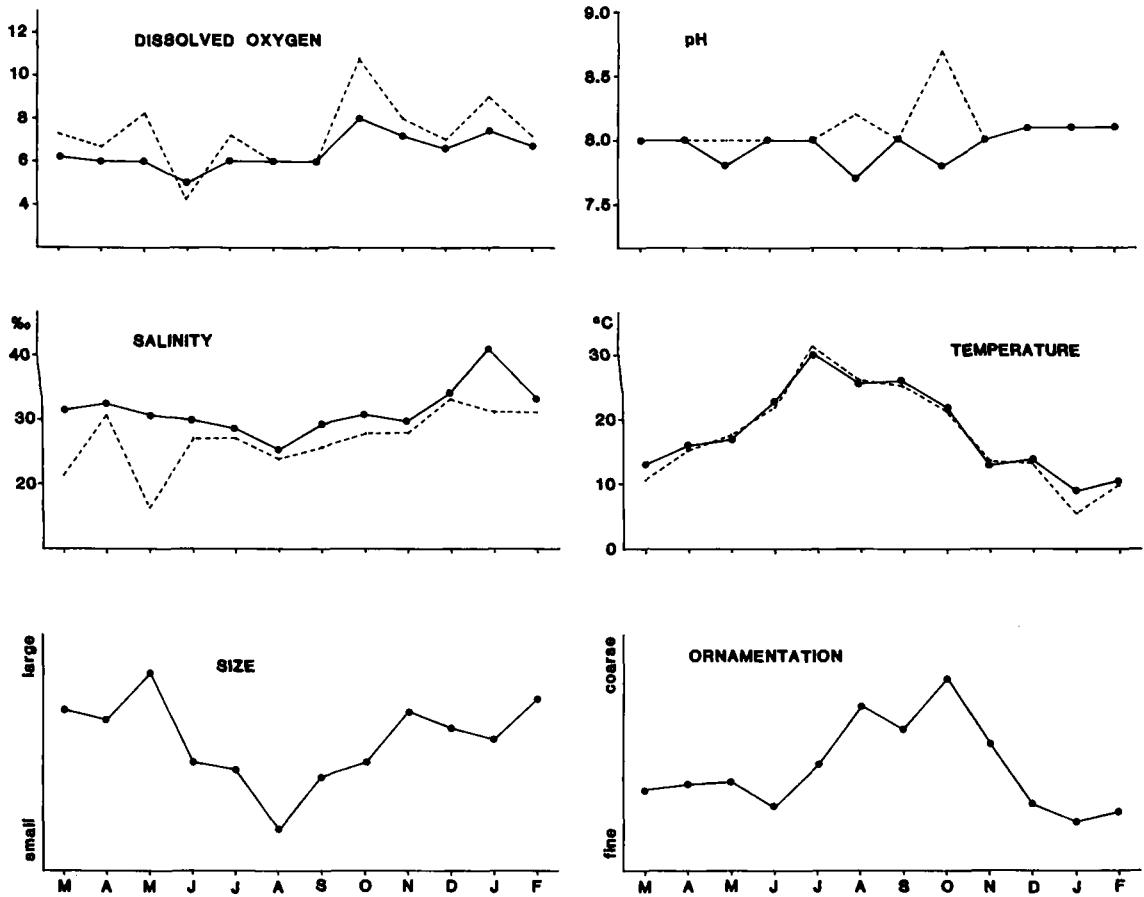 DISSOLVED OXYGEN
12
10
8
6
4
pH
9.0
8.5
8.0
7.5
‰
SALINITY
40
30
20
°C
TEMPERATURE
30
20
10
0
SIZE
large
small
M A M J J A S O N D J F
ORNAMENTATION
coarse
fine
M A M J J A S O N D J F